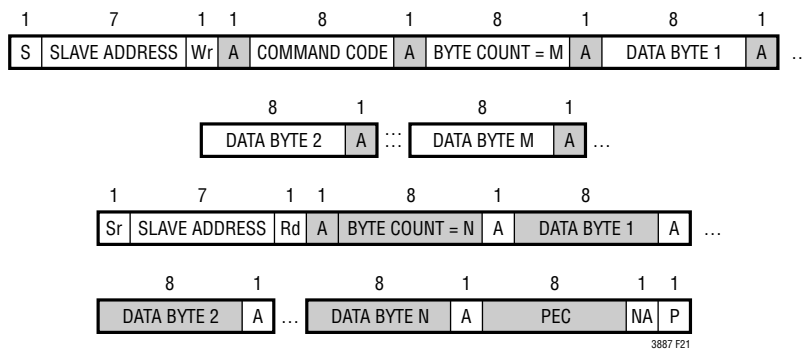 1 7 1 1 8 1 8 1 8 1
S SLAVE ADDRESS Wr A COMMAND CODE A BYTE COUNT = M A DATA BYTE 1 A …
8 1 8 1
DATA BYTE 2 A … DATA BYTE M A …
1 7 1 1 8 1 8 1
Sr SLAVE ADDRESS Rd A BYTE COUNT = N A DATA BYTE 1 A …
8 1 8 1 8 1 1
DATA BYTE 2 A … DATA BYTE N A PEC NA P
3887 F21